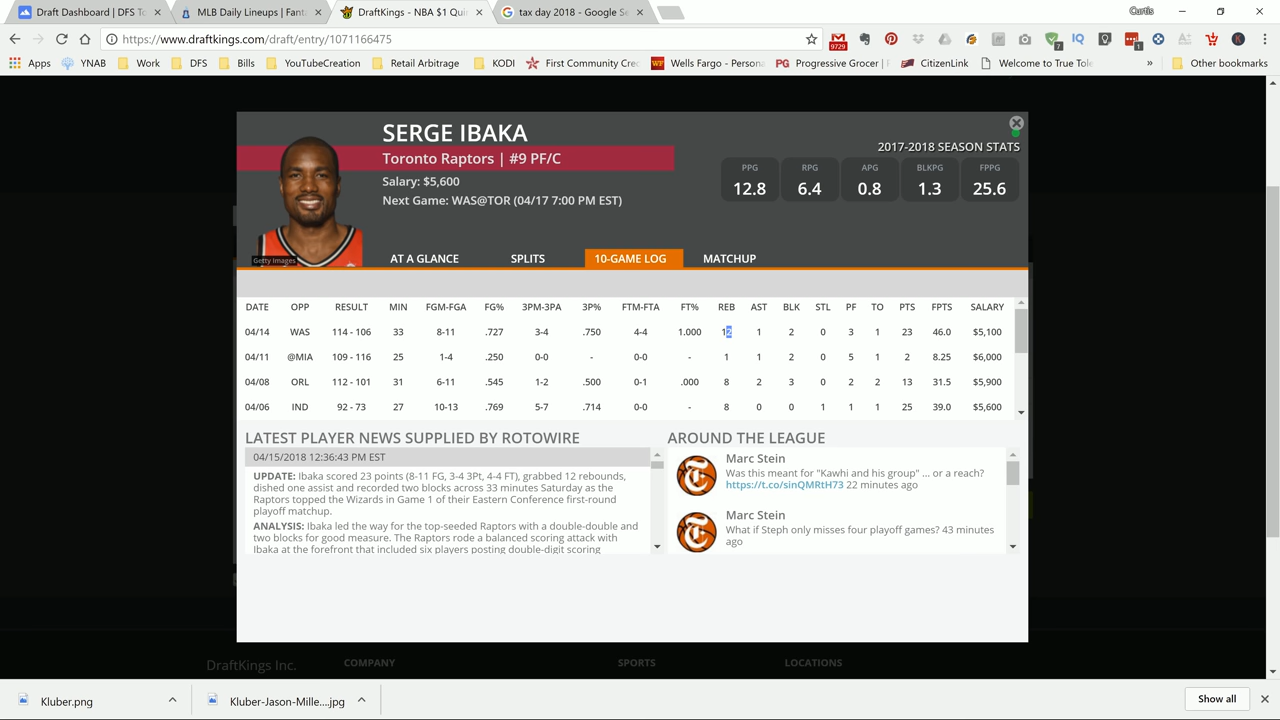 Draft Dashboard | DFS To
MLB Daily Lineups | Fant
DraftKings - NBA $1 Qui
tax day 2018 - Google Se
Curtis
https://www.draftkings.com/draft/entry/1071166475
9729
7
1
IQ
K
Apps
YNAB
Work
DFS
Bills
YouTubeCreation
Retail Arbitrage
KODI
First Community Cre
Wells Fargo - Persona
PG Progressive Grocer |
CitizenLink
Welcome to True Tole
»
Other bookmarks
SERGE IBAKA
Toronto Raptors | #9 PF/C
Salary: $5,600
Next Game: WAS@TOR (04/17 7:00 PM EST)
Getty Images
2017-2018 SEASON STATS
PPG RPG APG BLKPG FPPG
12.8 6.4 0.8 1.3 25.6
AT A GLANCE SPLITS 10-GAME LOG MATCHUP
DATE OPP RESULT MIN FGM-FGA FG% 3PM-3PA 3P% FTM-FTA FT% REB AST BLK STL PF TO PTS FPTS SALARY
04/14 WAS 114 - 106 33 8-11 .727 3-4 .750 4-4 1.000 12 1 2 0 3 1 23 46.0 $5,100
04/11 @MIA 109 - 116 25 1-4 .250 0-0 - 0-0 - 1 1 2 0 5 1 2 8.25 $6,000
04/08 ORL 112 - 101 31 6-11 .545 1-2 .500 0-1 .000 8 2 3 0 2 2 13 31.5 $5,900
04/06 IND 92 - 73 27 10-13 .769 5-7 .714 0-0 - 8 0 0 1 1 1 25 39.0 $5,600
LATEST PLAYER NEWS SUPPLIED BY ROTOWIRE
04/15/2018 12:36:43 PM EST
UPDATE: Ibaka scored 23 points (8-11 FG, 3-4 3Pt, 4-4 FT), grabbed 12 rebounds,
dished one assist and recorded two blocks across 33 minutes Saturday as the
Raptors topped the Wizards in Game 1 of their Eastern Conference first-round
playoff matchup.
ANALYSIS: Ibaka led the way for the top-seeded Raptors with a double-double and
two blocks for good measure. The Raptors rode a balanced scoring attack with
Ibaka at the forefront that included six players posting double-digit scoring
AROUND THE LEAGUE
Marc Stein
Was this meant for "Kawhi and his group" ... or a reach?
https://t.co/sinQMRtH73 22 minutes ago
Marc Stein
What if Steph only misses four playoff games? 43 minutes
ago
DraftKings Inc.
COMPANY
SPORTS
LOCATIONS
Kluber.png
Kluber-Jason-Mille....jpg
Show all